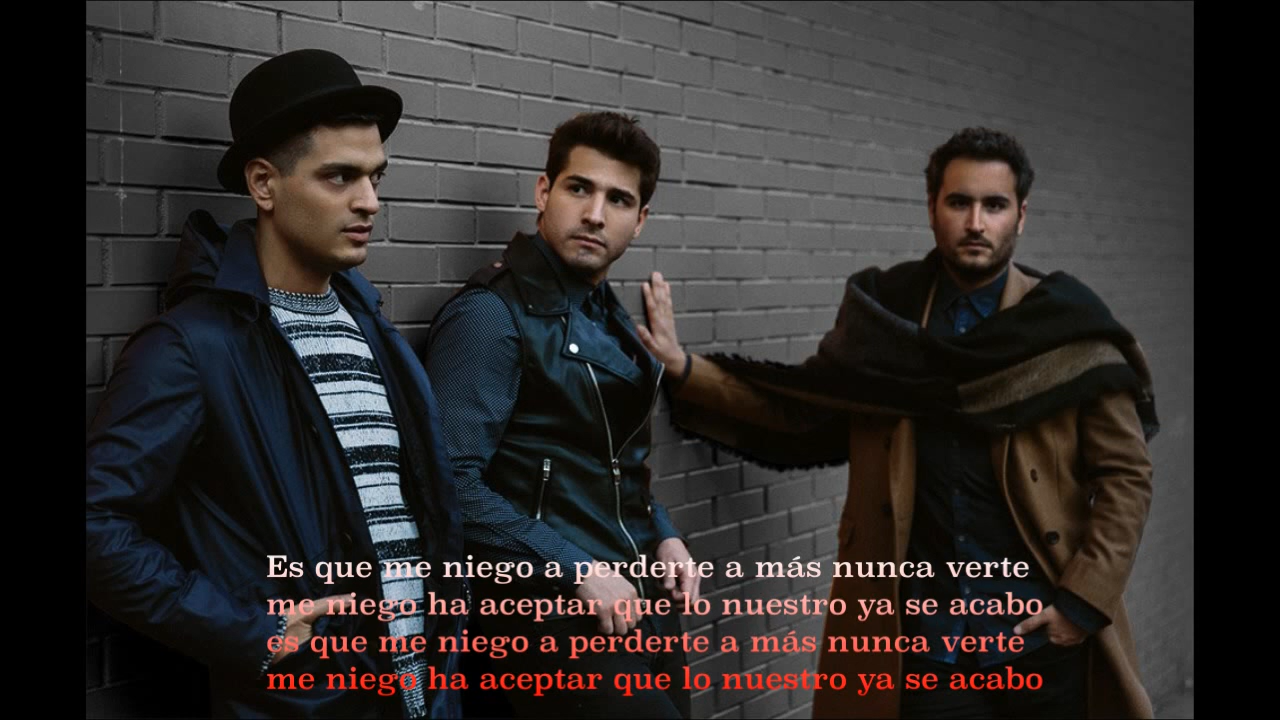 Es que me niego a perderte a más nunca verte
me niego ha aceptar que lo nuestro ya se acabo
es que me niego a perderte a más nunca verte
me niego ha aceptar que lo nuestro ya se acabo